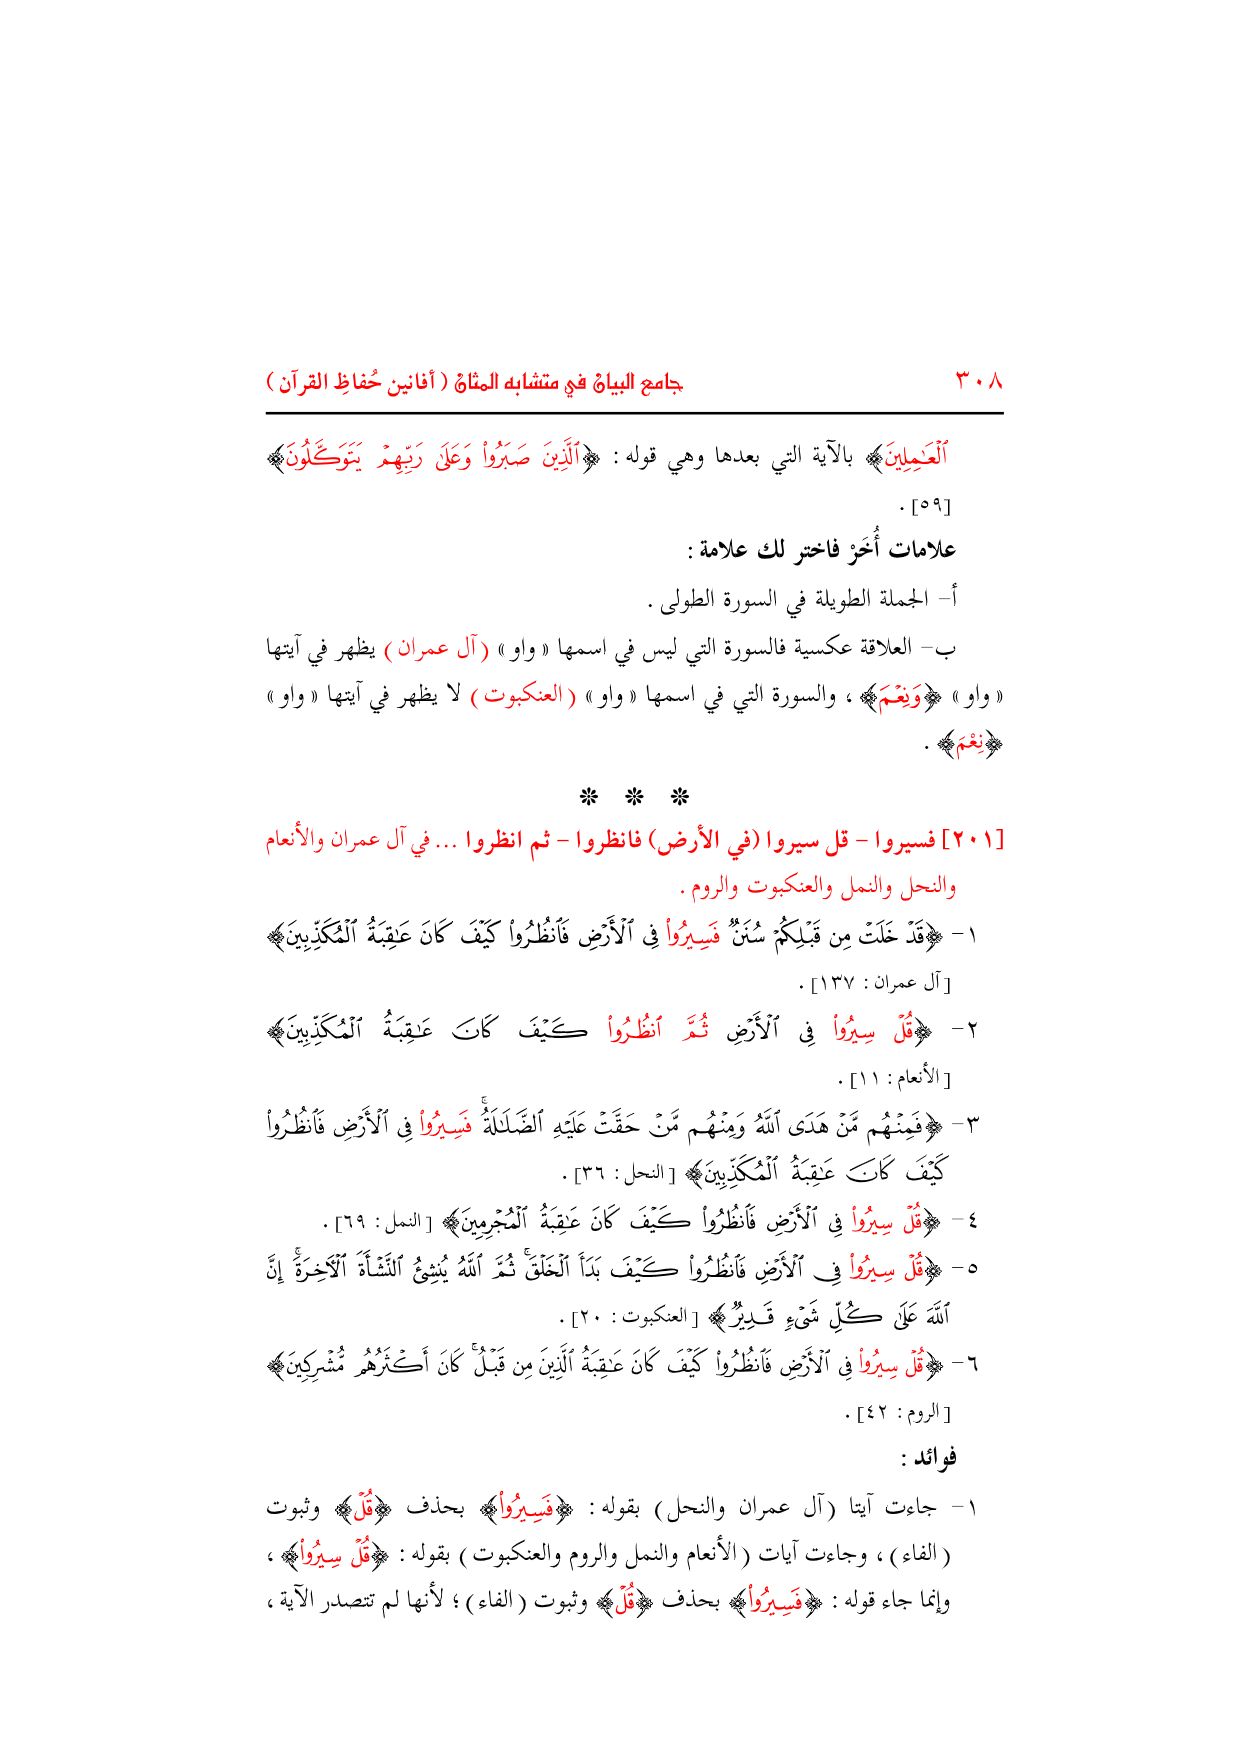 ٣٠٨ جامع البيان في متشابه المثان ( أفانين حُفاظِ القرآن )
ٱلۡعَٰمِلِينَ﴾ بالآية التي بعدها وهي قوله : ﴿ٱلَّذِينَ صَبَرُواْ وَعَلَىٰ رَبِّهِمۡ يَتَوَكَّلُونَ﴾
[٥٩] .
علامات أُخَرْ فاختر لك علامة :
أ- الجملة الطويلة في السورة الطولى .
ب- العلاقة عكسية فالسورة التي ليس في اسمها « واو » ( آل عمران ) يظهر في آيتها
« واو » ﴿وَنِعۡمَ﴾ ، والسورة التي في اسمها « واو » ( العنكبوت ) لا يظهر في آيتها « واو »
﴿نِعۡمَ﴾ .
❊ ❊ ❊
[٢٠١] فسيروا - قل سيروا (في الأرض) فانظروا - ثم انظروا ... في آل عمران والأنعام
والنحل والنمل والعنكبوت والروم .
١- ﴿قَدۡ خَلَتۡ مِن قَبۡلِكُمۡ سُنَنٞ فَسِيرُواْ فِي ٱلۡأَرۡضِ فَٱنظُرُواْ كَيۡفَ كَانَ عَٰقِبَةُ ٱلۡمُكَذِّبِينَ﴾
[آل عمران : ١٣٧] .
٢- ﴿قُلۡ سِيرُواْ فِي ٱلۡأَرۡضِ ثُمَّ ٱنظُرُواْ كَيۡفَ كَانَ عَٰقِبَةُ ٱلۡمُكَذِّبِينَ﴾
[الأنعام : ١١] .
٣- ﴿فَمِنۡهُم مَّنۡ هَدَى ٱللَّهُ وَمِنۡهُم مَّنۡ حَقَّتۡ عَلَيۡهِ ٱلضَّلَٰلَةُۚ فَسِيرُواْ فِي ٱلۡأَرۡضِ فَٱنظُرُواْ
كَيۡفَ كَانَ عَٰقِبَةُ ٱلۡمُكَذِّبِينَ﴾ [النحل : ٣٦] .
٤- ﴿قُلۡ سِيرُواْ فِي ٱلۡأَرۡضِ فَٱنظُرُواْ كَيۡفَ كَانَ عَٰقِبَةُ ٱلۡمُجۡرِمِينَ﴾ [النمل : ٦٩] .
٥- ﴿قُلۡ سِيرُواْ فِي ٱلۡأَرۡضِ فَٱنظُرُواْ كَيۡفَ بَدَأَ ٱلۡخَلۡقَۚ ثُمَّ ٱللَّهُ يُنشِئُ ٱلنَّشۡأَةَ ٱلۡأٓخِرَةَۚ إِنَّ
ٱللَّهَ عَلَىٰ كُلِّ شَيۡءٖ قَدِيرٞ﴾ [العنكبوت : ٢٠] .
٦- ﴿قُلۡ سِيرُواْ فِي ٱلۡأَرۡضِ فَٱنظُرُواْ كَيۡفَ كَانَ عَٰقِبَةُ ٱلَّذِينَ مِن قَبۡلُۚ كَانَ أَكۡثَرُهُم مُّشۡرِكِينَ﴾
[الروم : ٤٢] .
فوائد :
١- جاءت آيتا (آل عمران والنحل) بقوله : ﴿فَسِيرُواْ﴾ بحذف ﴿قُلۡ﴾ وثبوت
(الفاء) ، وجاءت آيات (الأنعام والنمل والروم والعنكبوت) بقوله : ﴿قُلۡ سِيرُواْ﴾ ،
وإنما جاء قوله : ﴿فَسِيرُواْ﴾ بحذف ﴿قُلۡ﴾ وثبوت (الفاء) ؛ لأنها لم تتصدر الآية ،